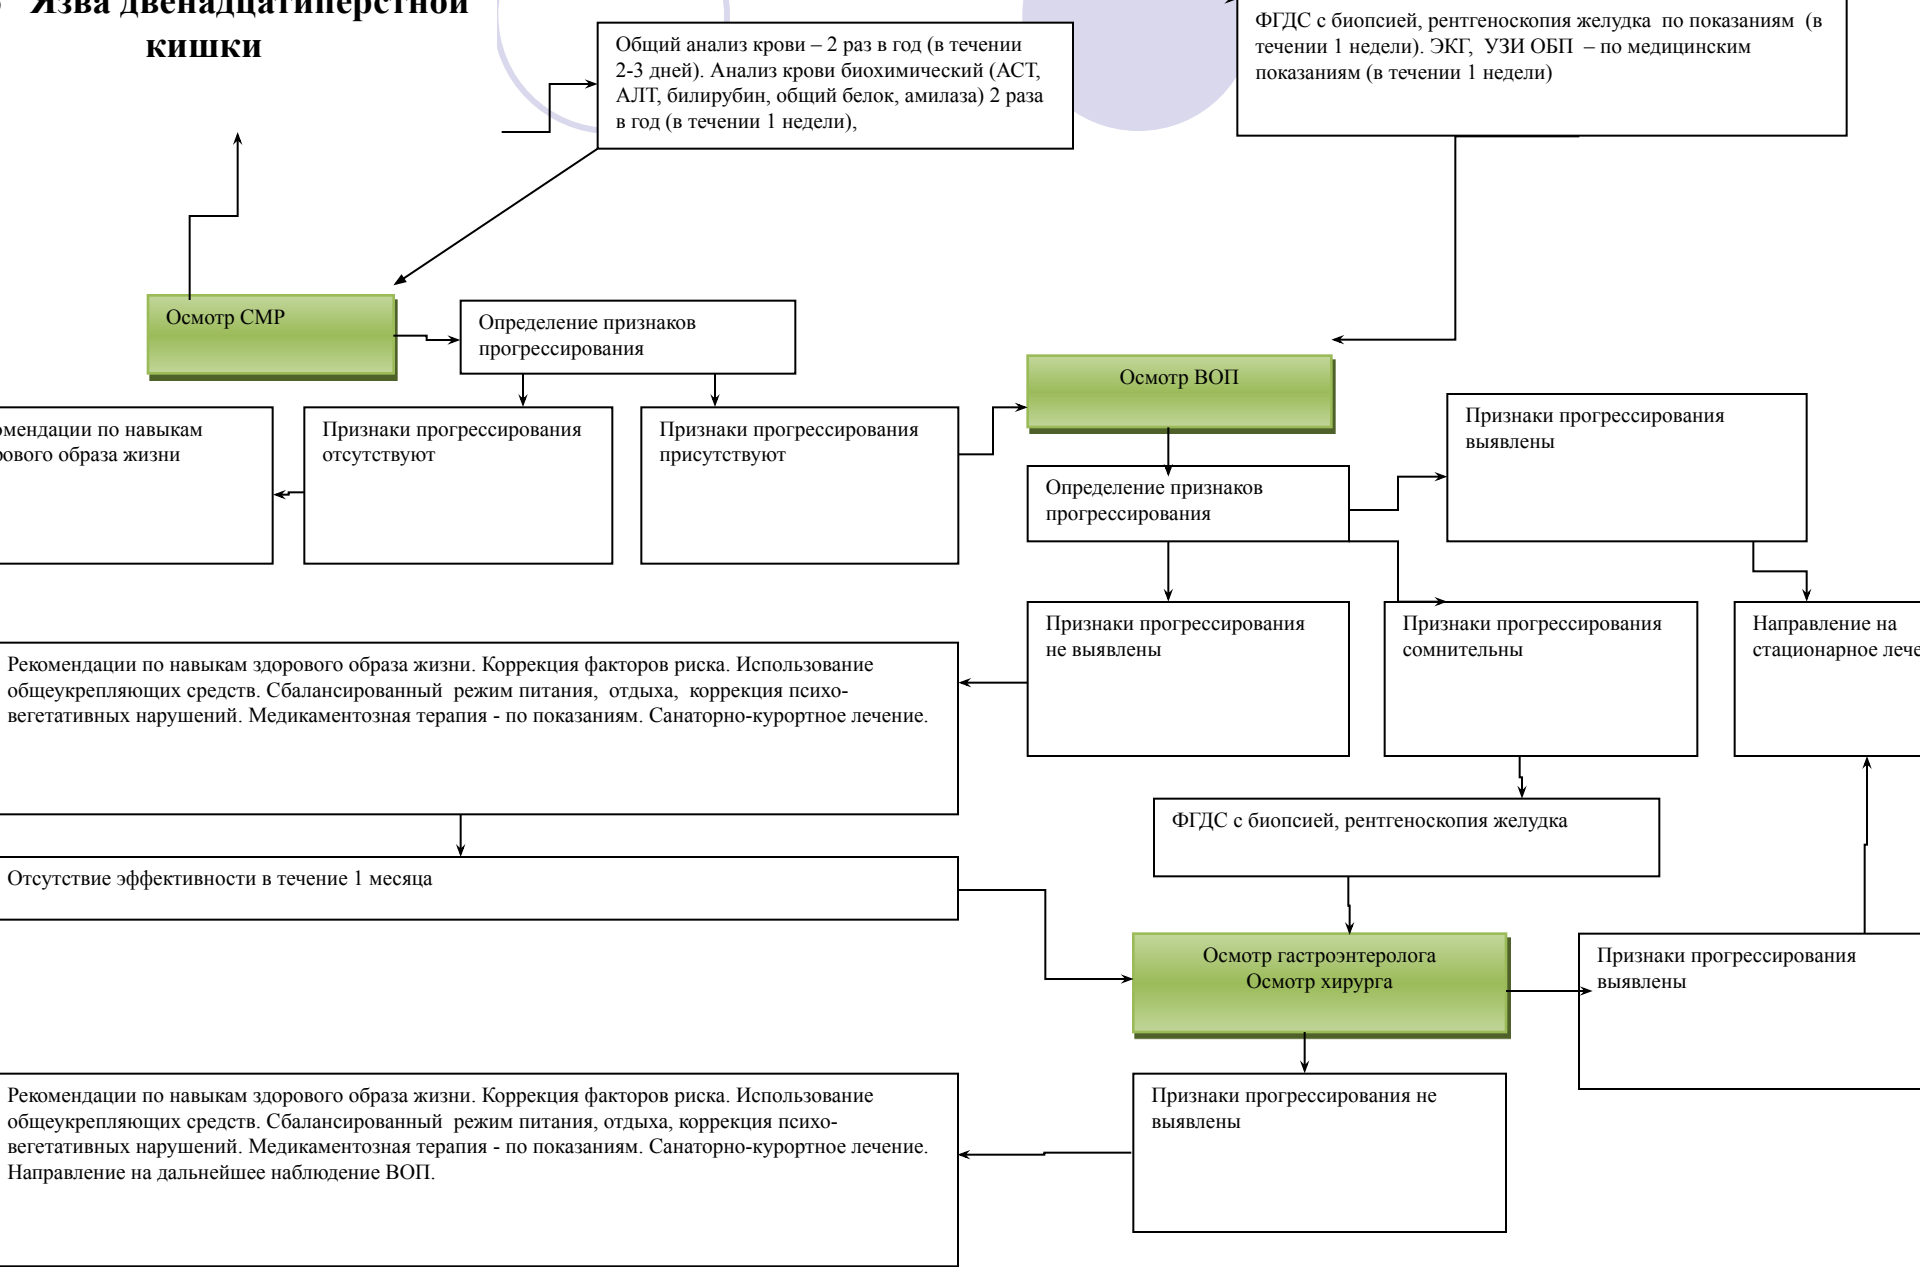 Язва двенадцатиперстной
кишки
Общий анализ крови – 2 раз в год (в течении
2-3 дней). Анализ крови биохимический (АСТ,
АЛТ, билирубин, общий белок, амилаза) 2 раза
в год (в течении 1 недели),
ФГДС с биопсией, рентгеноскопия желудка по показаниям (в
течении 1 недели). ЭКГ, УЗИ ОБП – по медицинским
показаниям (в течении 1 недели)
Осмотр СМР
Определение признаков
прогрессирования
Осмотр ВОП
омендации по навыкам
рового образа жизни
Признаки прогрессирования
отсутствуют
Признаки прогрессирования
присутствуют
Признаки прогрессирования
выявлены
Определение признаков
прогрессирования
Признаки прогрессирования
не выявлены
Признаки прогрессирования
сомнительны
Направление на
стационарное лече
Рекомендации по навыкам здорового образа жизни. Коррекция факторов риска. Использование
общеукрепляющих средств. Сбалансированный режим питания, отдыха, коррекция психо-
вегетативных нарушений. Медикаментозная терапия - по показаниям. Санаторно-курортное лечение.
ФГДС с биопсией, рентгеноскопия желудка
Отсутствие эффективности в течение 1 месяца
Осмотр гастроэнтеролога
Осмотр хирурга
Признаки прогрессирования
выявлены
Рекомендации по навыкам здорового образа жизни. Коррекция факторов риска. Использование
общеукрепляющих средств. Сбалансированный режим питания, отдыха, коррекция психо-
вегетативных нарушений. Медикаментозная терапия - по показаниям. Санаторно-курортное лечение.
Направление на дальнейшее наблюдение ВОП.
Признаки прогрессирования не
выявлены